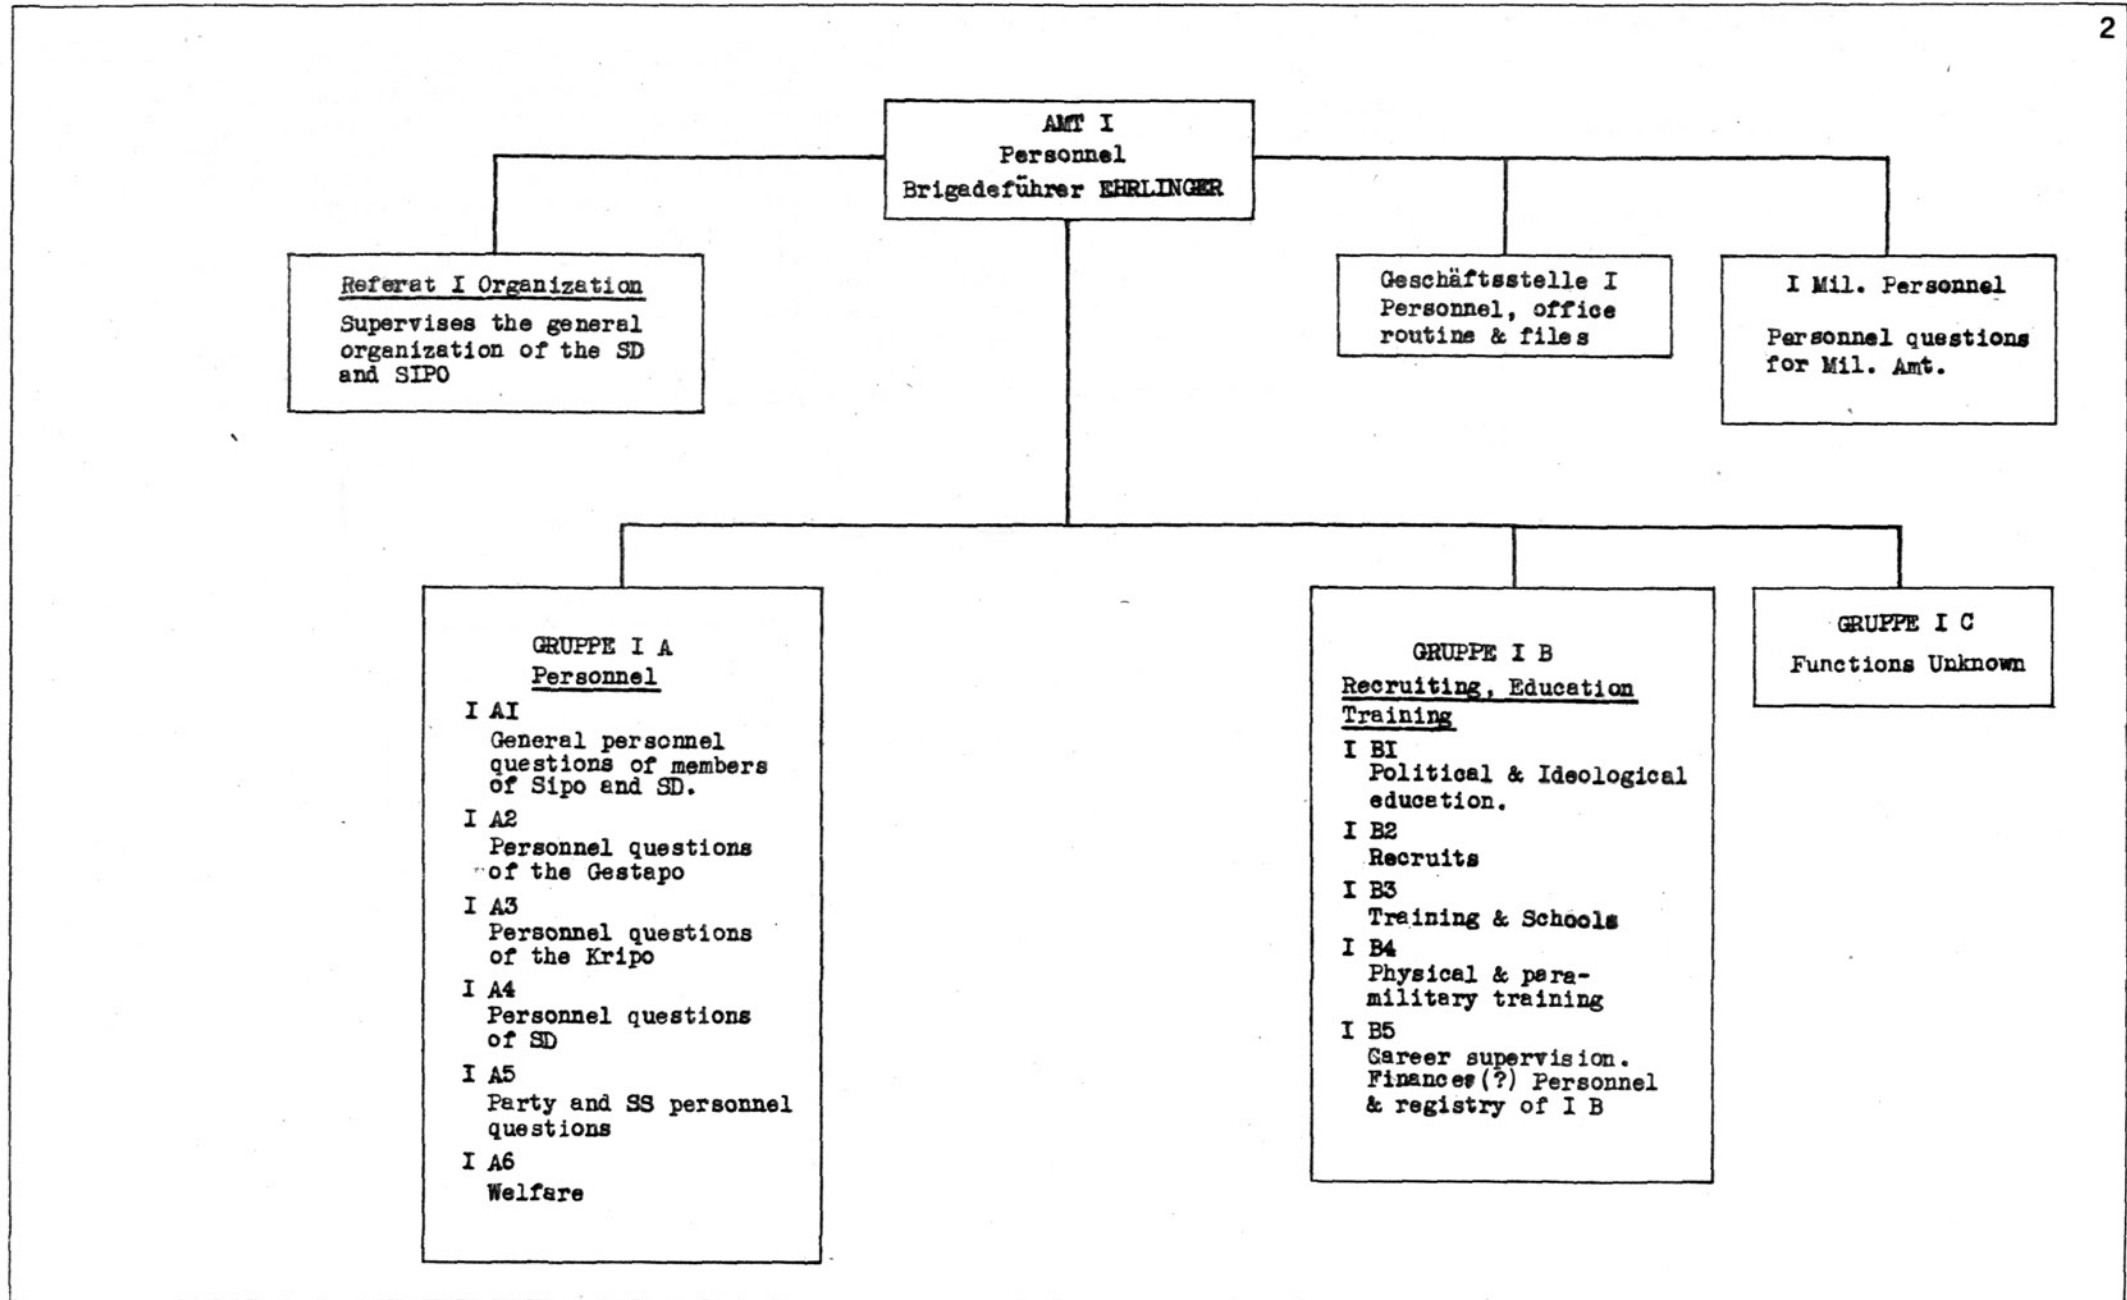 2
AMT I
Personnel
Brigadeführer EHRLINGER
Referat I Organization
Supervises the general
organization of the SD
and SIPO
Geschäftsstelle I
Personnel, office
routine & files
I Mil. Personnel
Personnel questions
for Mil. Amt.
GRUPPE I A
Personnel
I AI
General personnel
questions of members
of Sipo and SD.
I A2
Personnel questions
of the Gestapo
I A3
Personnel questions
of the Kripo
I A4
Personnel questions
of SD
I A5
Party and SS personnel
questions
I A6
Welfare
GRUPPE I B
Recruiting, Education
Training
I BI
Political & Ideological
education.
I B2
Recruits
I B3
Training & Schools
I B4
Physical & para-
military training
I B5
Career supervision.
Finances(?) Personnel
& registry of I B
GRUPPE I C
Functions Unknown